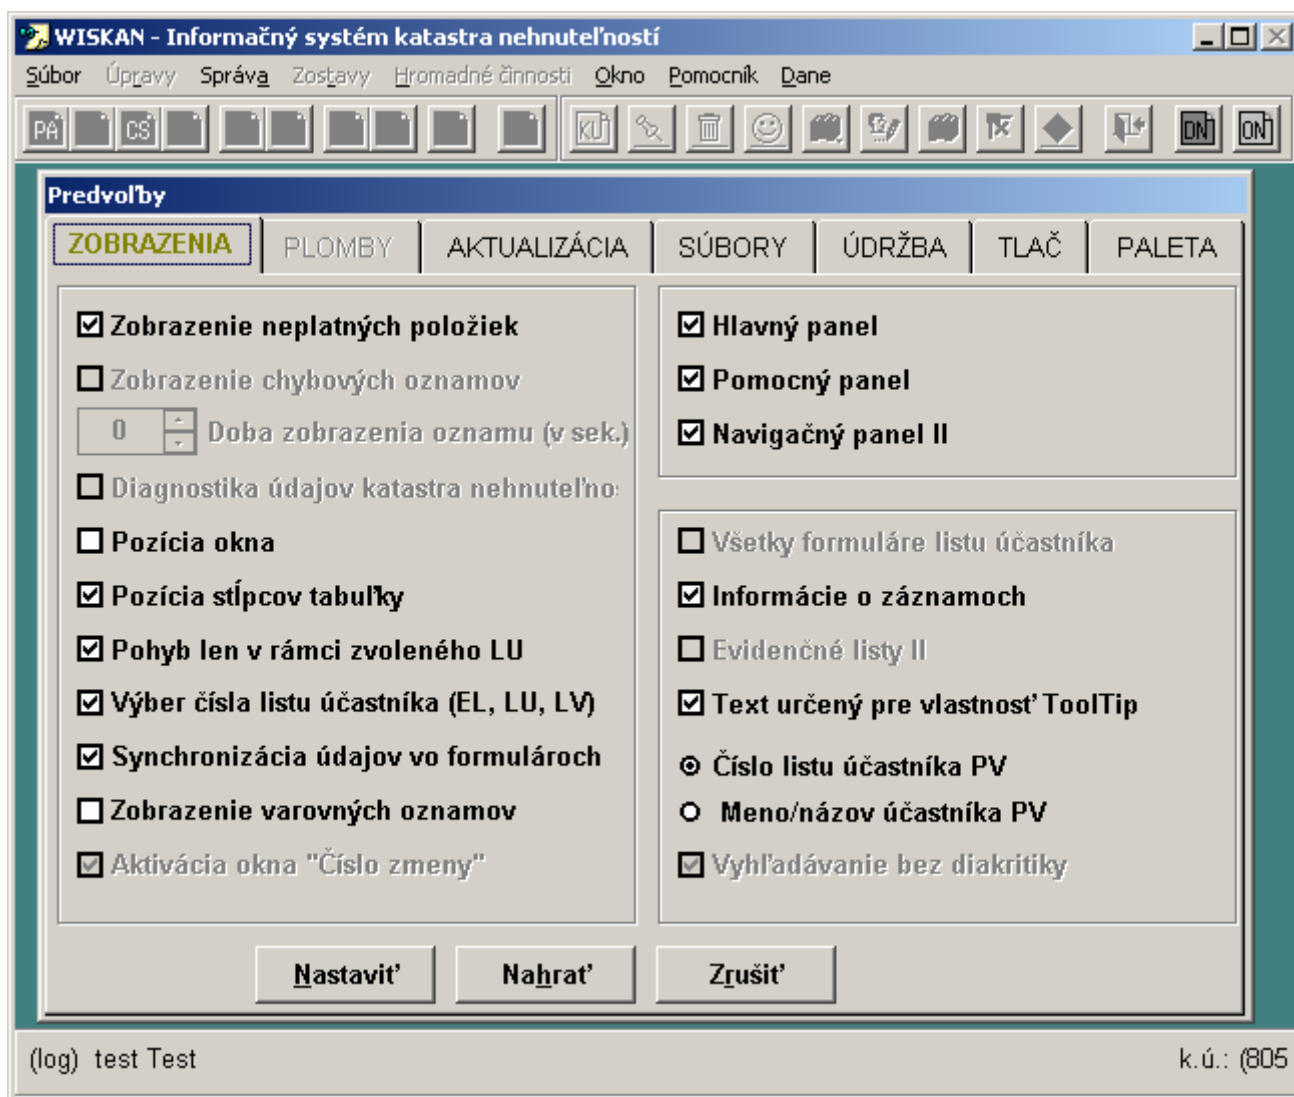 WISKAN - Informačný systém katastra nehnuteľností
Súbor Úpravy Správa Zostavy Hromadné činnosti Okno Pomocník Dane
PA CS KU DN ON
Predvoľby
ZOBRAZENIA PLOMBY AKTUALIZÁCIA SÚBORY ÚDRŽBA TLAČ PALETA
Zobrazenie neplatných položiek
Zobrazenie chybových oznamov
0 Doba zobrazenia oznamu (v sek.)
Diagnostika údajov katastra nehnuteľno
Pozícia okna
Pozícia stĺpcov tabuľky
Pohyb len v rámci zvoleného LU
Výber čísla listu účastníka (EL, LU, LV)
Synchronizácia údajov vo formulároch
Zobrazenie varovných oznamov
Aktivácia okna "Číslo zmeny"
Hlavný panel
Pomocný panel
Navigačný panel II
Všetky formuláre listu účastníka
Informácie o záznamoch
Evidenčné listy II
Text určený pre vlastnosť ToolTip
Číslo listu účastníka PV
Meno/názov účastníka PV
Vyhľadávanie bez diakritiky
Nastaviť Nahrať Zrušiť
(log) test Test k.ú.: (805